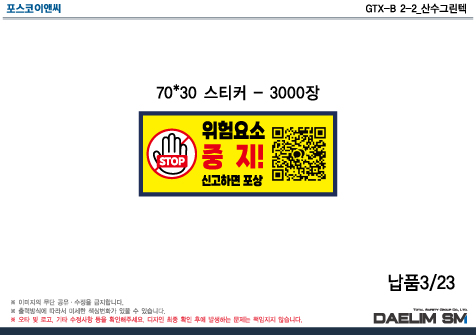 포스코이앤씨
GTX-B 2-2_산수그린텍
70*30 스티커 - 3000장
위험요소
STOP
중 지!
신고하면 포상
납품3/23
※ 이미지의 무단 공유·수정을 금지합니다.
※ 출력방식에 따라서 미세한 색상변화가 있을 수 있습니다.
※ 오타 및 로고, 기타 수정사항 등을 확인해주세요. 디자인 최종 확인 후에 발생하는 문제는 책임지지 않습니다.
TOTAL SAFETY GROUP CO., LTD.
DAELIM SM